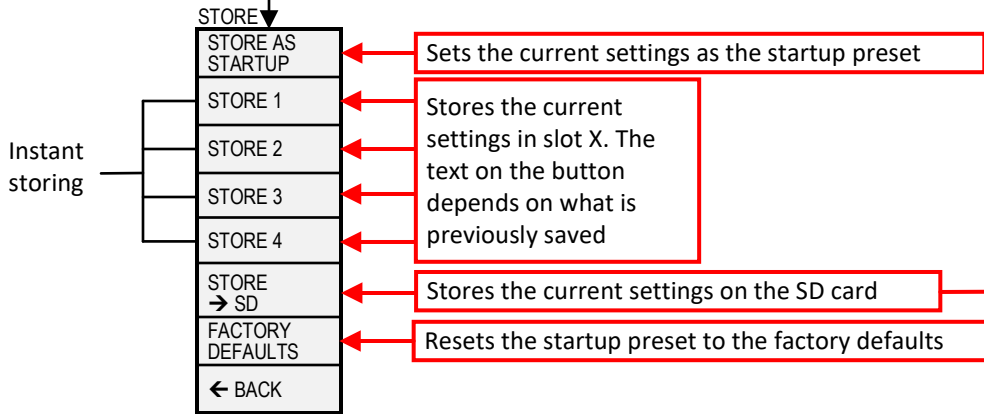 STORE
STORE AS
STARTUP
Sets the current settings as the startup preset
STORE 1
STORE 2
STORE 3
STORE 4
Instant
storing
Stores the current
settings in slot X. The
text on the button
depends on what is
previously saved
STORE
→ SD
Stores the current settings on the SD card
FACTORY
DEFAULTS
Resets the startup preset to the factory defaults
← BACK